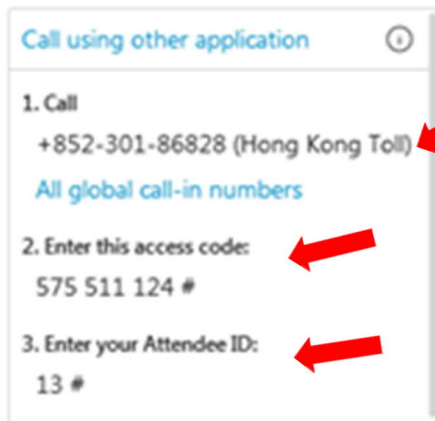 Call using other application
1. Call
+852-301-86828 (Hong Kong Toll)
All global call-in numbers
2. Enter this access code:
575 511 124 #
3. Enter your Attendee ID:
13 #